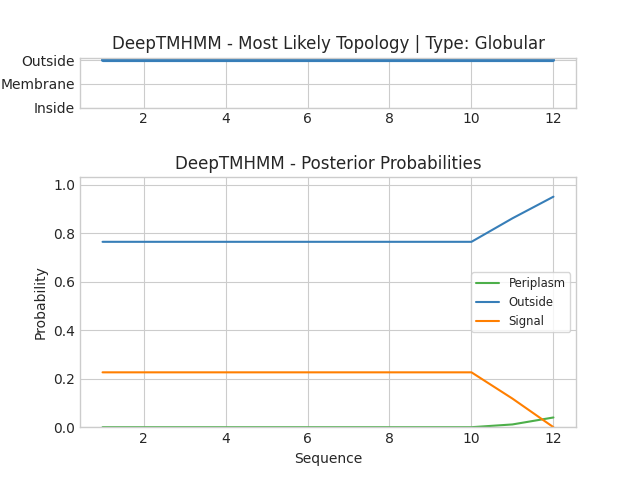 DeepTMHMM - Most Likely Topology | Type: Globular
Outside
Membrane
Inside
2 4 6 8 10 12
DeepTMHMM - Posterior Probabilities
1.0
0.8
0.6
0.4
0.2
0.0
Probability
Periplasm
Outside
Signal
2 4 6 8 10 12
Sequence